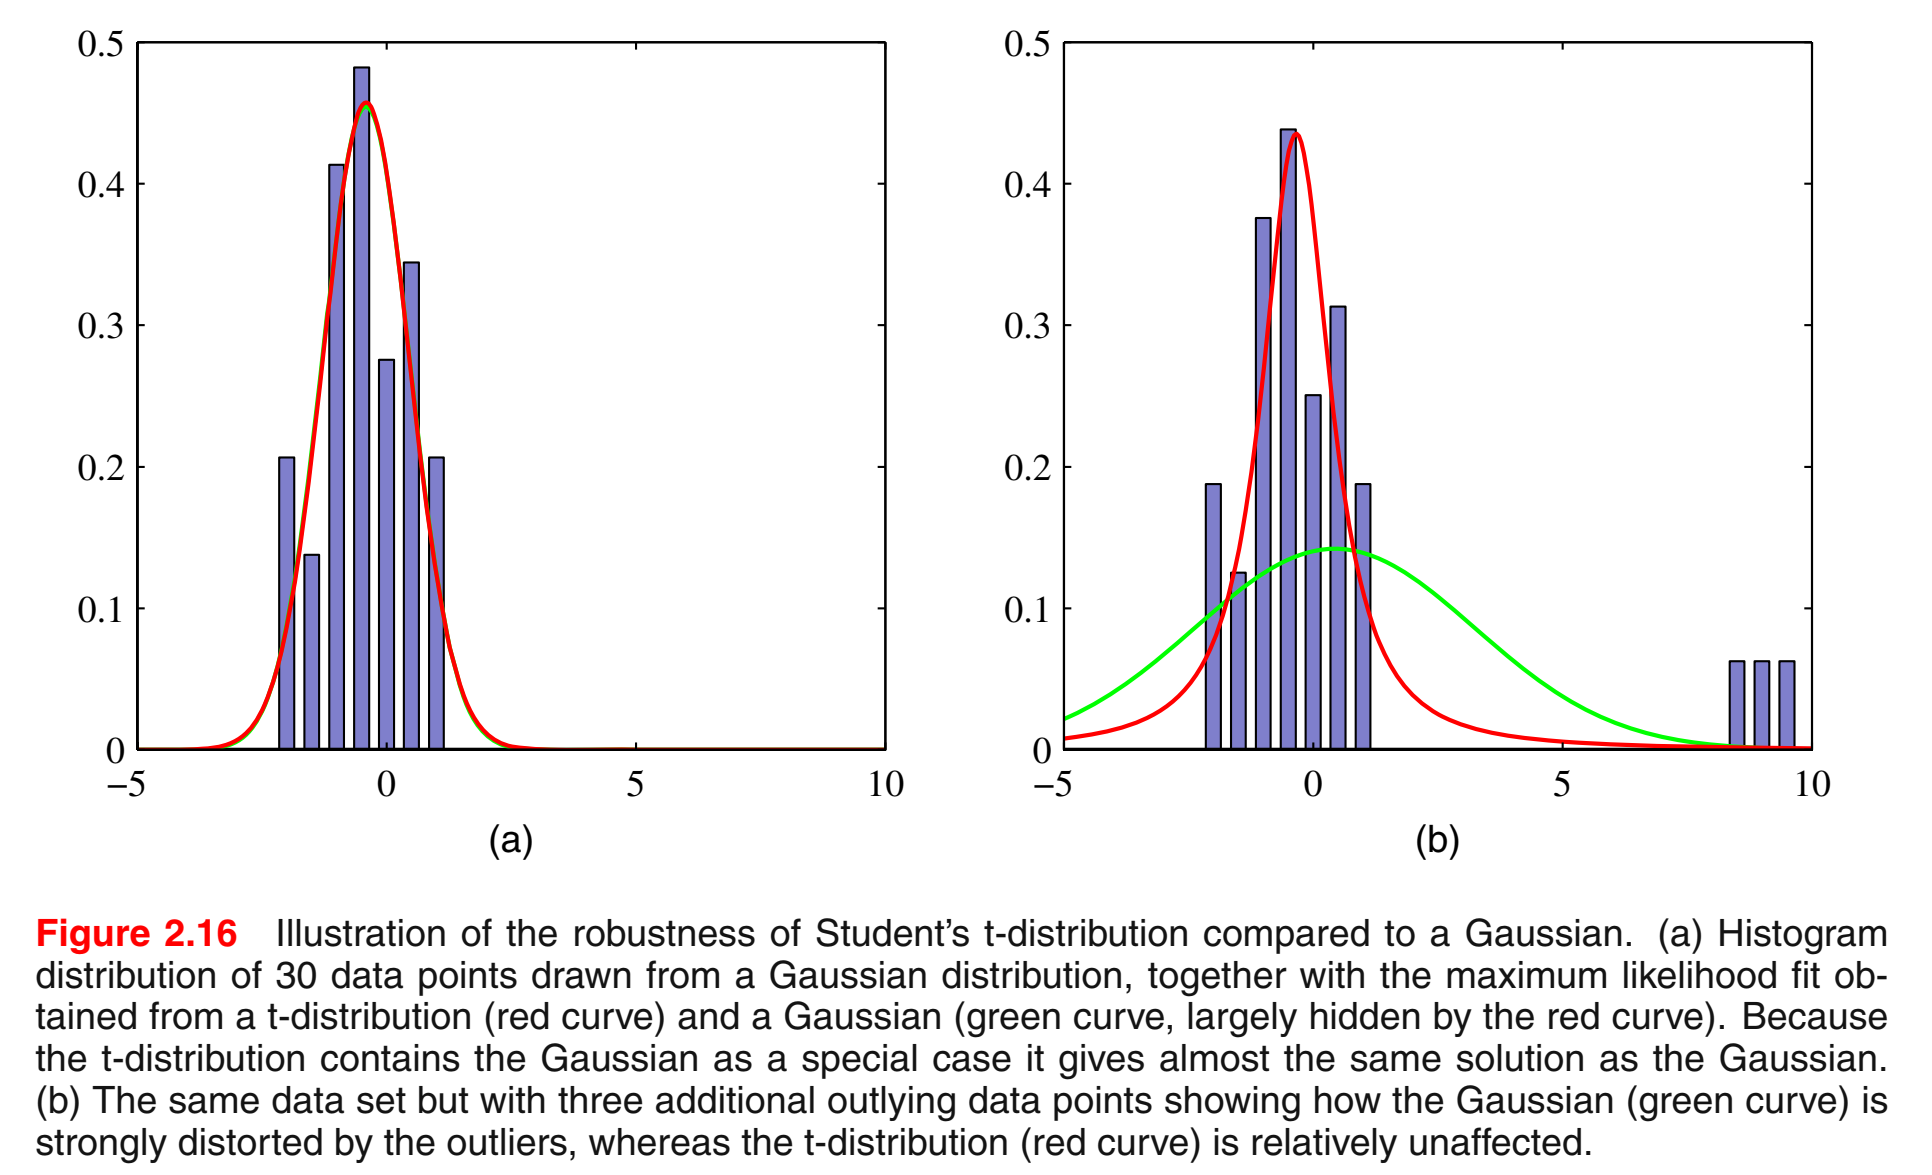 0.5
0.4
0.3
0.2
0.1
0
−5 0 5 10
(a)
0.5
0.4
0.3
0.2
0.1
0
−5 0 5 10
(b)
Figure 2.16 Illustration of the robustness of Student’s t-distribution compared to a Gaussian. (a) Histogram
distribution of 30 data points drawn from a Gaussian distribution, together with the maximum likelihood fit ob-
tained from a t-distribution (red curve) and a Gaussian (green curve, largely hidden by the red curve). Because
the t-distribution contains the Gaussian as a special case it gives almost the same solution as the Gaussian.
(b) The same data set but with three additional outlying data points showing how the Gaussian (green curve) is
strongly distorted by the outliers, whereas the t-distribution (red curve) is relatively unaffected.